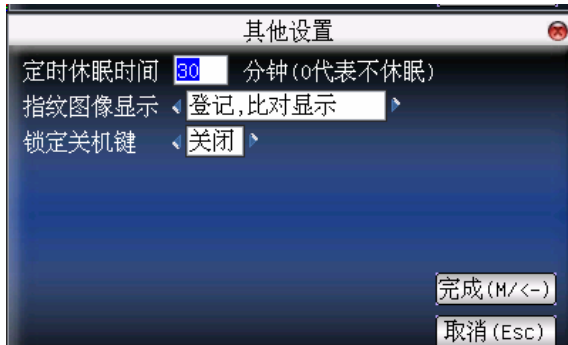 其他设置
定时休眠时间 30 分钟(0代表不休眠)
指纹图像显示 登记,比对显示
锁定关机键 关闭
完成(M/<-)
取消(Esc)